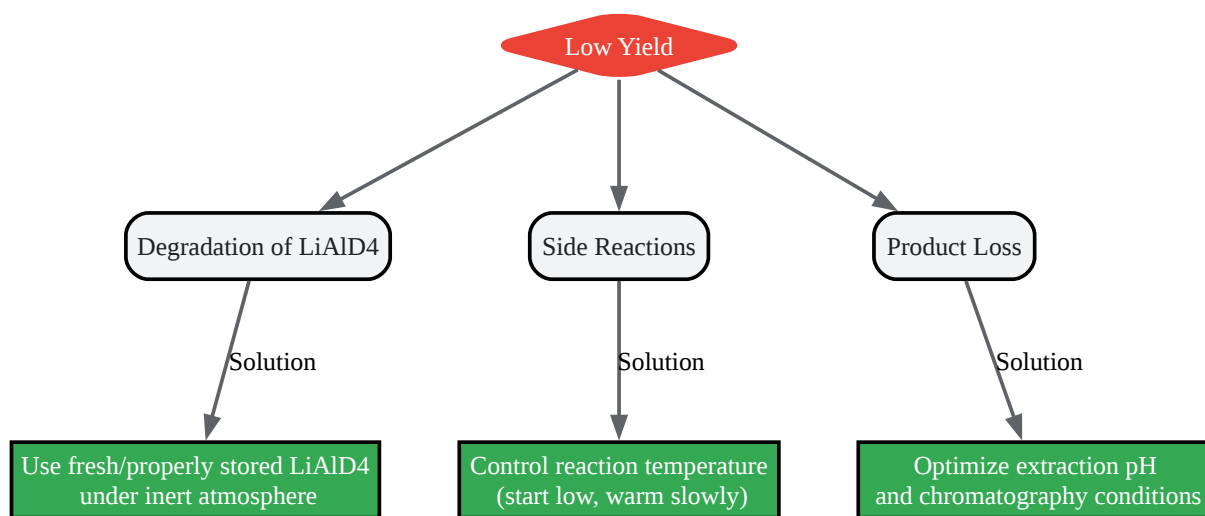 Low Yield
Degradation of LiAlD4
Side Reactions
Product Loss
Solution
Solution
Solution
Use fresh/properly stored LiAlD4
under inert atmosphere
Control reaction temperature
(start low, warm slowly)
Optimize extraction pH
and chromatography conditions